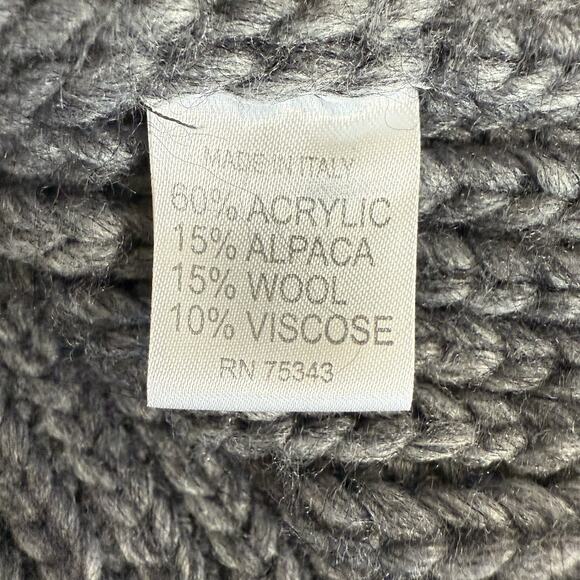 MADE IN ITALY
60% ACRYLIC
15% ALPACA
15% WOOL
10% VISCOSE
RN 75343